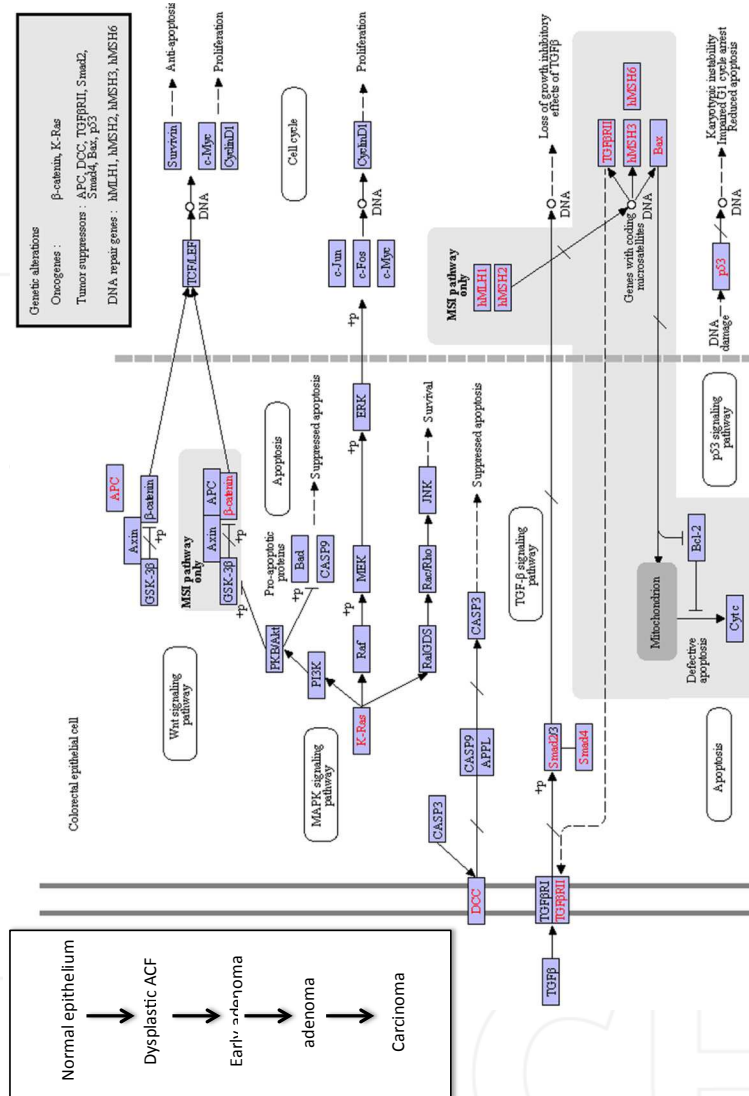 Normal epithelium
Dysplastic ACF
Early adenoma
adenoma
Carcinoma
Colorectal epithelial cell
Genetic alterations
Oncogenes : β-catenin, K-Ras
Tumor suppressors : APC, DCC, TGFβRII, Smad2,
Smad4, Bax, p53
DNA repair genes : hMLH1, hMSH2, hMSH3, hMSH6
APC
Axin
GSK-3β
β-catenin
+p
TCF/LEF
DNA
Survivin
Anti-apoptosis
c-Myc
CyclinD1
Proliferation
Wnt signaling
pathway
MSI pathway
only
Axin
APC
GSK-3β
β-catenin
+p
+p
Cell cycle
Apoptosis
Pro-apoptotic
proteins
+p
Bad
CASP9
Suppressed apoptosis
PKB/Akt
PI3K
MAPK signaling
pathway
K-Ras
Raf
+p
MEK
+p
ERK
+p
c-Jun
c-Fos
c-Myc
DNA
CyclinD1
Proliferation
RalGDS
Rac/Rho
JNK
Survival
CASP3
DCC
CASP9
APPL
CASP3
Suppressed apoptosis
MSI pathway
only
hMLH1
hMSH2
TGF-β signaling
pathway
TGFβ
TGFβRI
TGFβRII
+p
Smad2/3
Smad4
DNA
Loss of growth inhibitory
effects of TGFβ
Genes with coding
microsatellites
DNA
TGFβRII
hMSH3
hMSH6
Bax
Mitochondrion
Bcl-2
Defective
apoptosis
Cyt c
Apoptosis
p53 signaling
pathway
DNA
damage
p53
DNA
Karyotypic instability
Impaired G1 cycle arrest
Reduced apoptosis